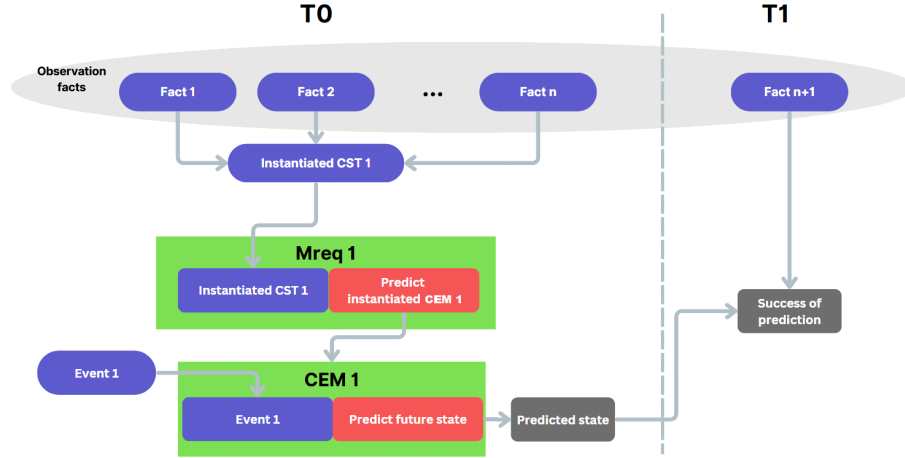 T0
T1
Observation
facts
Fact 1
Fact 2
...
Fact n
Fact n+1
Instantiated CST 1
Mreq 1
Instantiated CST 1
Predict
instantiated CEM 1
Success of
prediction
Event 1
CEM 1
Event 1
Predict future state
Predicted state